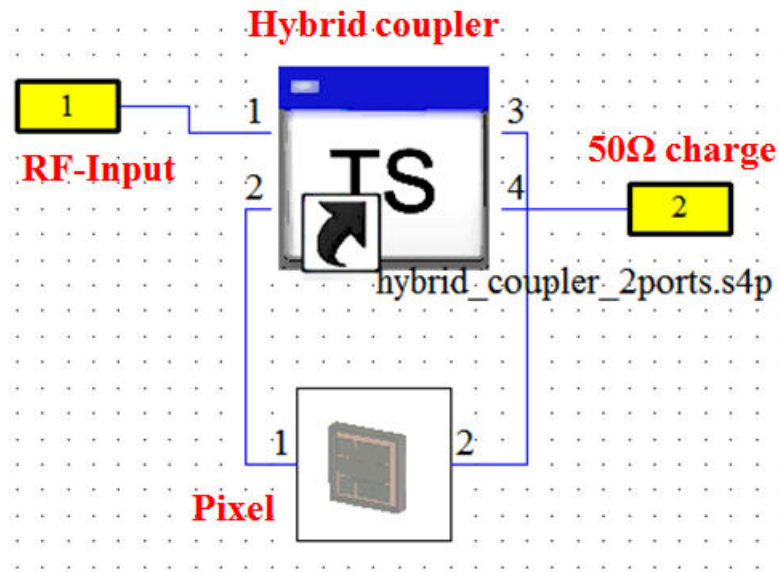 Hybrid coupler
1
1
3
RF-Input
TS
50Ω charge
2
4
2
hybrid_coupler_2ports.s4p
1
2
Pixel